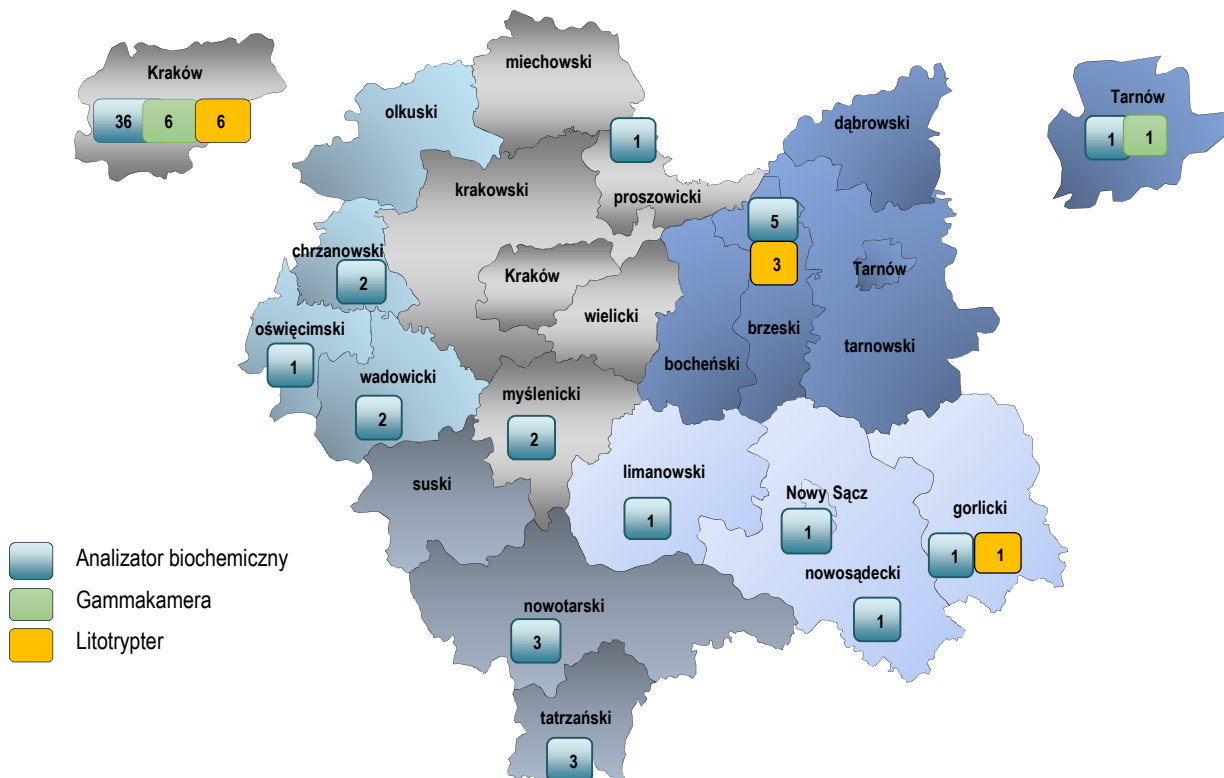 Kraków
36
6
6
miechowski
olkuski
1
dąbrowski
Tarnów
1
1
krakowski
proszowicki
5
chrzanowski
2
Kraków
3
Tarnów
oświęcimski
1
wielicki
brzeski
tarnowski
bocheński
wadowicki
2
myślenicki
2
suski
limanowski
1
Nowy Sącz
1
gorlicki
1
1
nowosądecki
1
Analizator biochemiczny
Gammakamera
Litotrypter
nowotarski
3
tatrzański
3